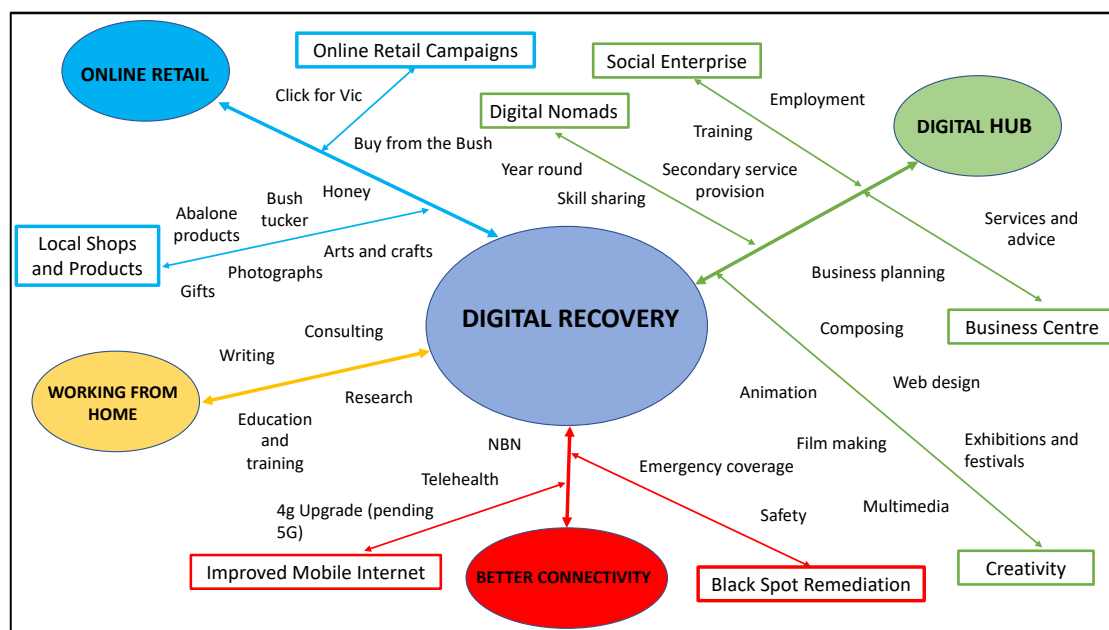 ONLINE RETAIL
Online Retail Campaigns
Click for Vic
Buy from the Bush
Honey
Bush
tucker
Abalone
products
Arts and crafts
Photographs
Gifts
Local Shops
and Products
Social Enterprise
Employment
Digital Nomads
Training
DIGITAL HUB
Year round
Secondary service
provision
Skill sharing
Services and
advice
Business planning
Business Centre
DIGITAL RECOVERY
Composing
Web design
Animation
Exhibitions and
festivals
Film making
Multimedia
Creativity
Consulting
Writing
WORKING FROM
HOME
Research
Education
and
training
NBN
Telehealth
Emergency coverage
4g Upgrade (pending
5G)
Safety
Improved Mobile Internet
BETTER CONNECTIVITY
Black Spot Remediation